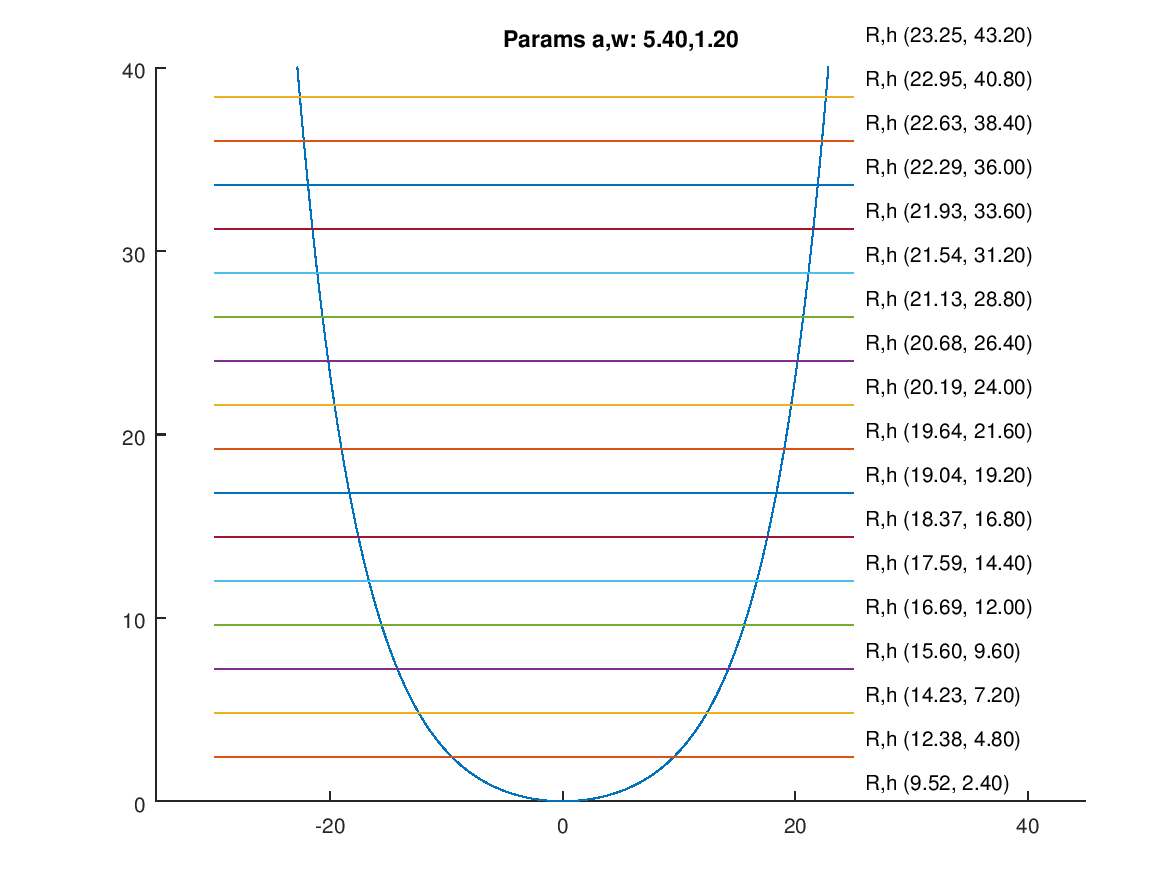 Params a,w: 5.40,1.20
R,h (23.25, 43.20)
R,h (22.95, 40.80)
R,h (22.63, 38.40)
R,h (22.29, 36.00)
R,h (21.93, 33.60)
R,h (21.54, 31.20)
R,h (21.13, 28.80)
R,h (20.68, 26.40)
R,h (20.19, 24.00)
R,h (19.64, 21.60)
R,h (19.04, 19.20)
R,h (18.37, 16.80)
R,h (17.59, 14.40)
R,h (16.69, 12.00)
R,h (15.60, 9.60)
R,h (14.23, 7.20)
R,h (12.38, 4.80)
R,h (9.52, 2.40)
40
30
20
10
0
-20 0 20 40